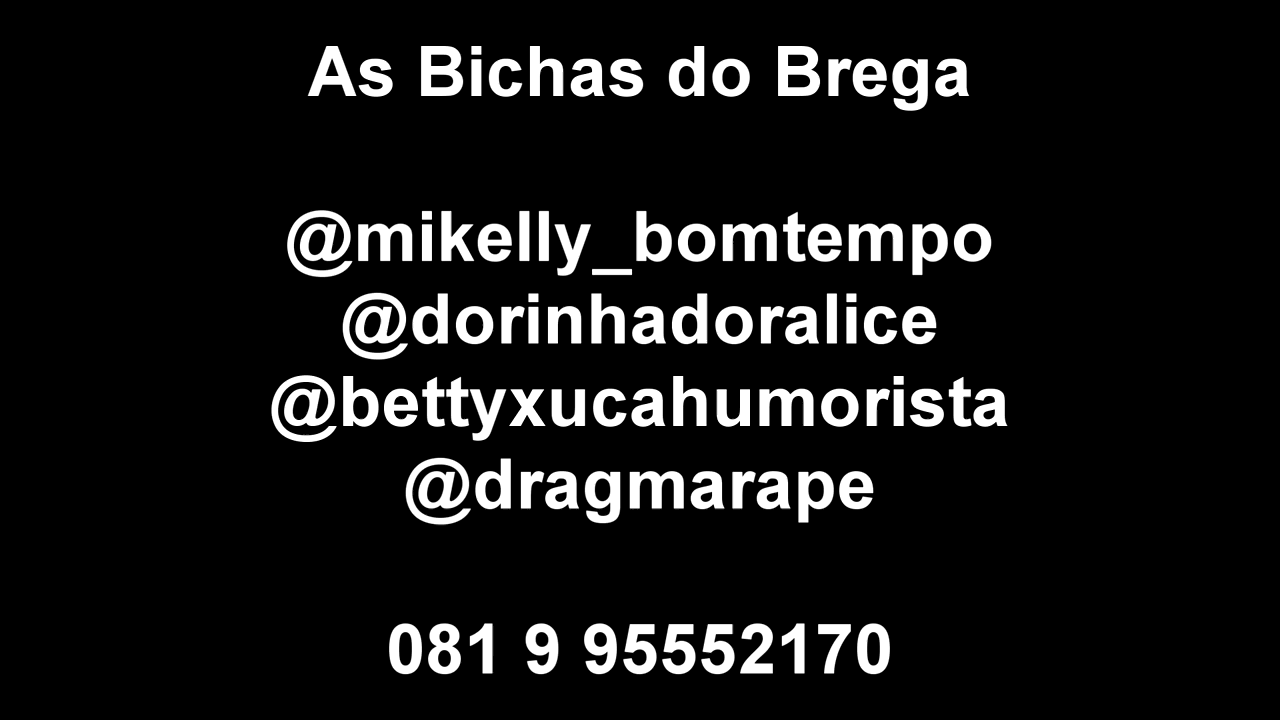 As Bichas do Brega
@mikelly_bomtempo
@dorinhadoralice
@bettyxucahumorista
@dragmarape
081 9 95552170